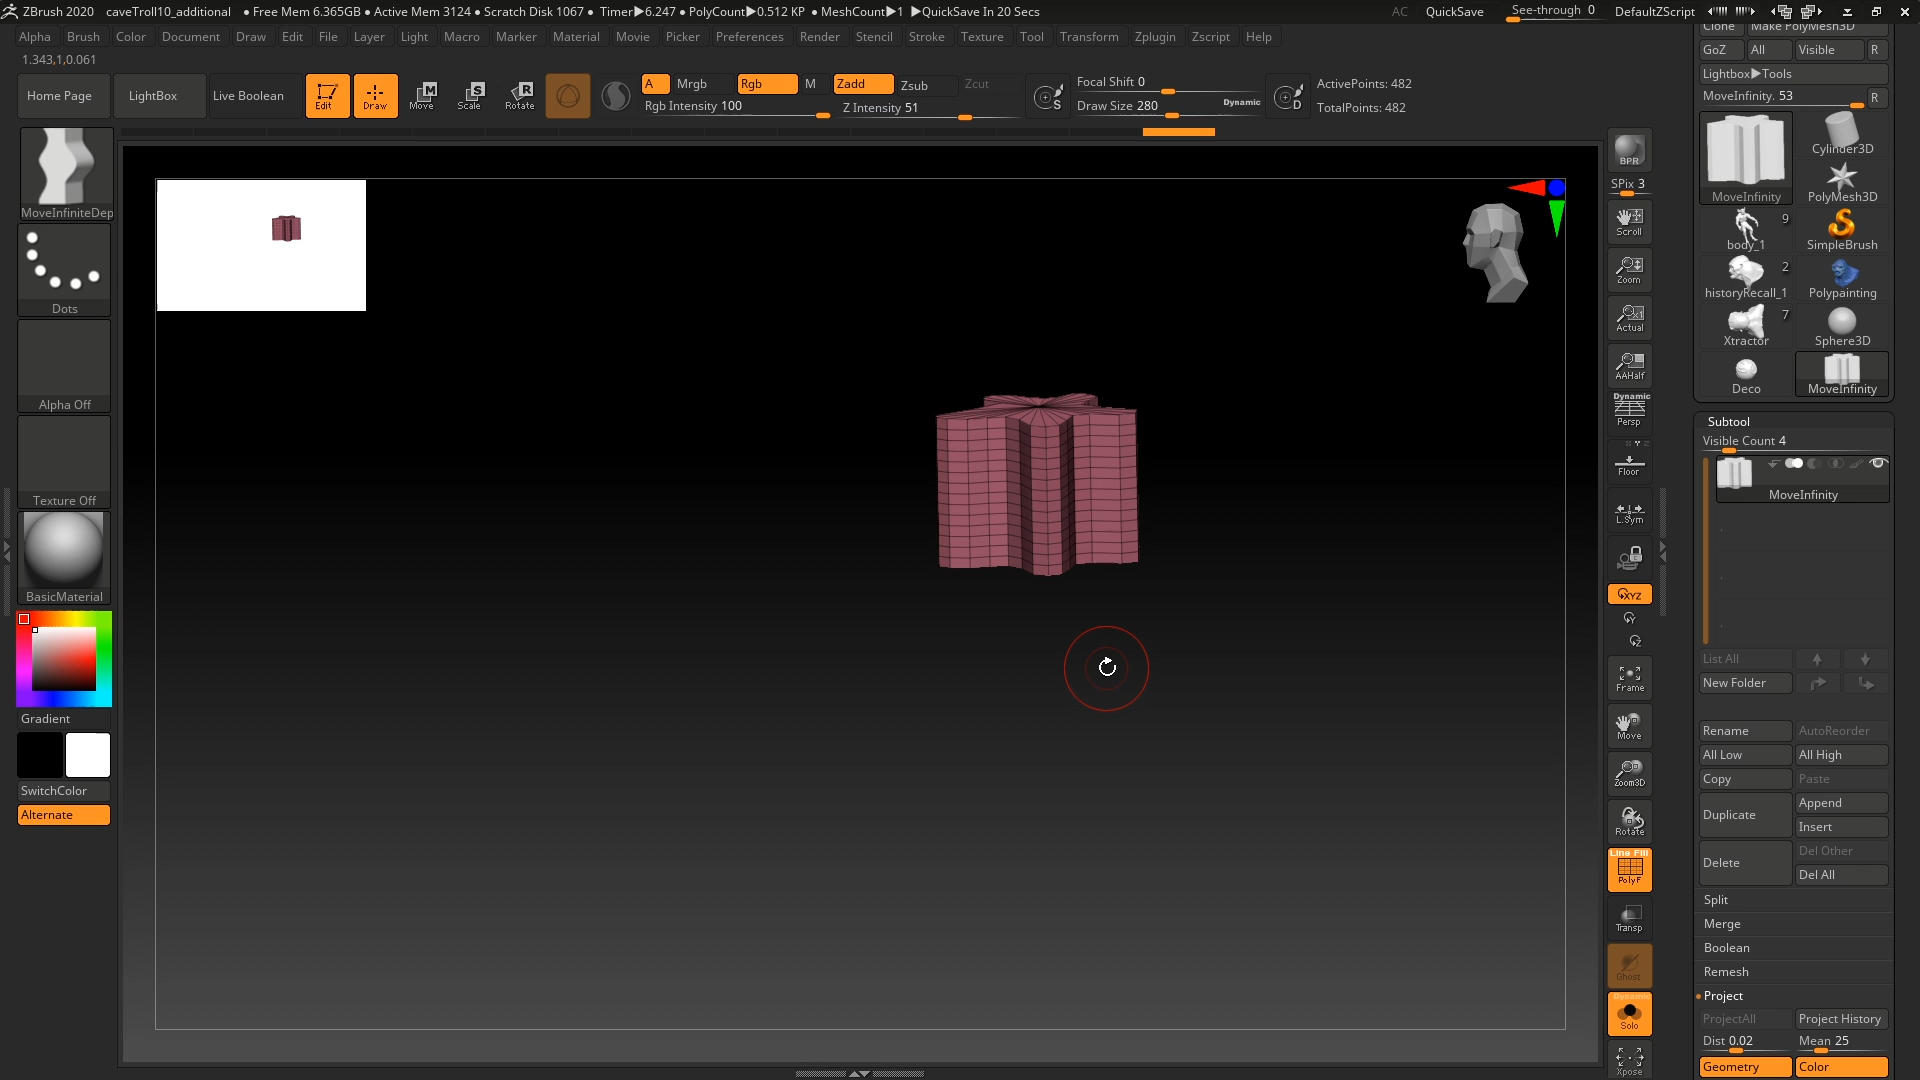 ZBrush 2020 caveTroll10_additional • Free Mem 6.365GB • Active Mem 3124 • Scratch Disk 1067 • Timer▶6.247 • PolyCount▶0.512 KP • MeshCount▶1 ▶QuickSave In 20 Secs AC QuickSave See-through 0 DefaultZScript
Alpha Brush Color Document Draw Edit File Layer Light Macro Marker Material Movie Picker Preferences Render Stencil Stroke Texture Tool Transform Zplugin Zscript Help
1.343,1,0.061
Home Page
LightBox
Live Boolean
Edit
Draw
Move
Scale
Rotate
A Mrgb Rgb M Zadd Zsub Zcut
Rgb Intensity 100 Z Intensity 51
S
Focal Shift 0
Draw Size 280 Dynamic
D
ActivePoints: 482
TotalPoints: 482
MoveInfiniteDep
Dots
Alpha Off
Texture Off
BasicMaterial
Gradient
SwitchColor
Alternate
BPR
SPix 3
Scroll
Zoom
Actual
AAHalf
Dynamic
Persp
Floor
L.Sym
XYZ
Y
Z
Frame
Move
Zoom3D
Rotate
Line Fill
PolyF
Transp
Ghost
Dynamic
Solo
Xpose
Clone Make PolyMesh3D
GoZ All Visible R
Lightbox▶Tools
MoveInfinity. 53 R
MoveInfinity
Cylinder3D
PolyMesh3D
9
body_1 SimpleBrush
2
historyRecall_1 Polypainting
7
Xtractor Sphere3D
Deco MoveInfinity
Subtool
Visible Count 4
MoveInfinity
List All
New Folder
Rename AutoReorder
All Low All High
Copy Paste
Duplicate Append
Insert
Delete Del Other
Del All
Split
Merge
Boolean
Remesh
Project
ProjectAll Project History
Dist 0.02 Mean 25
Geometry Color